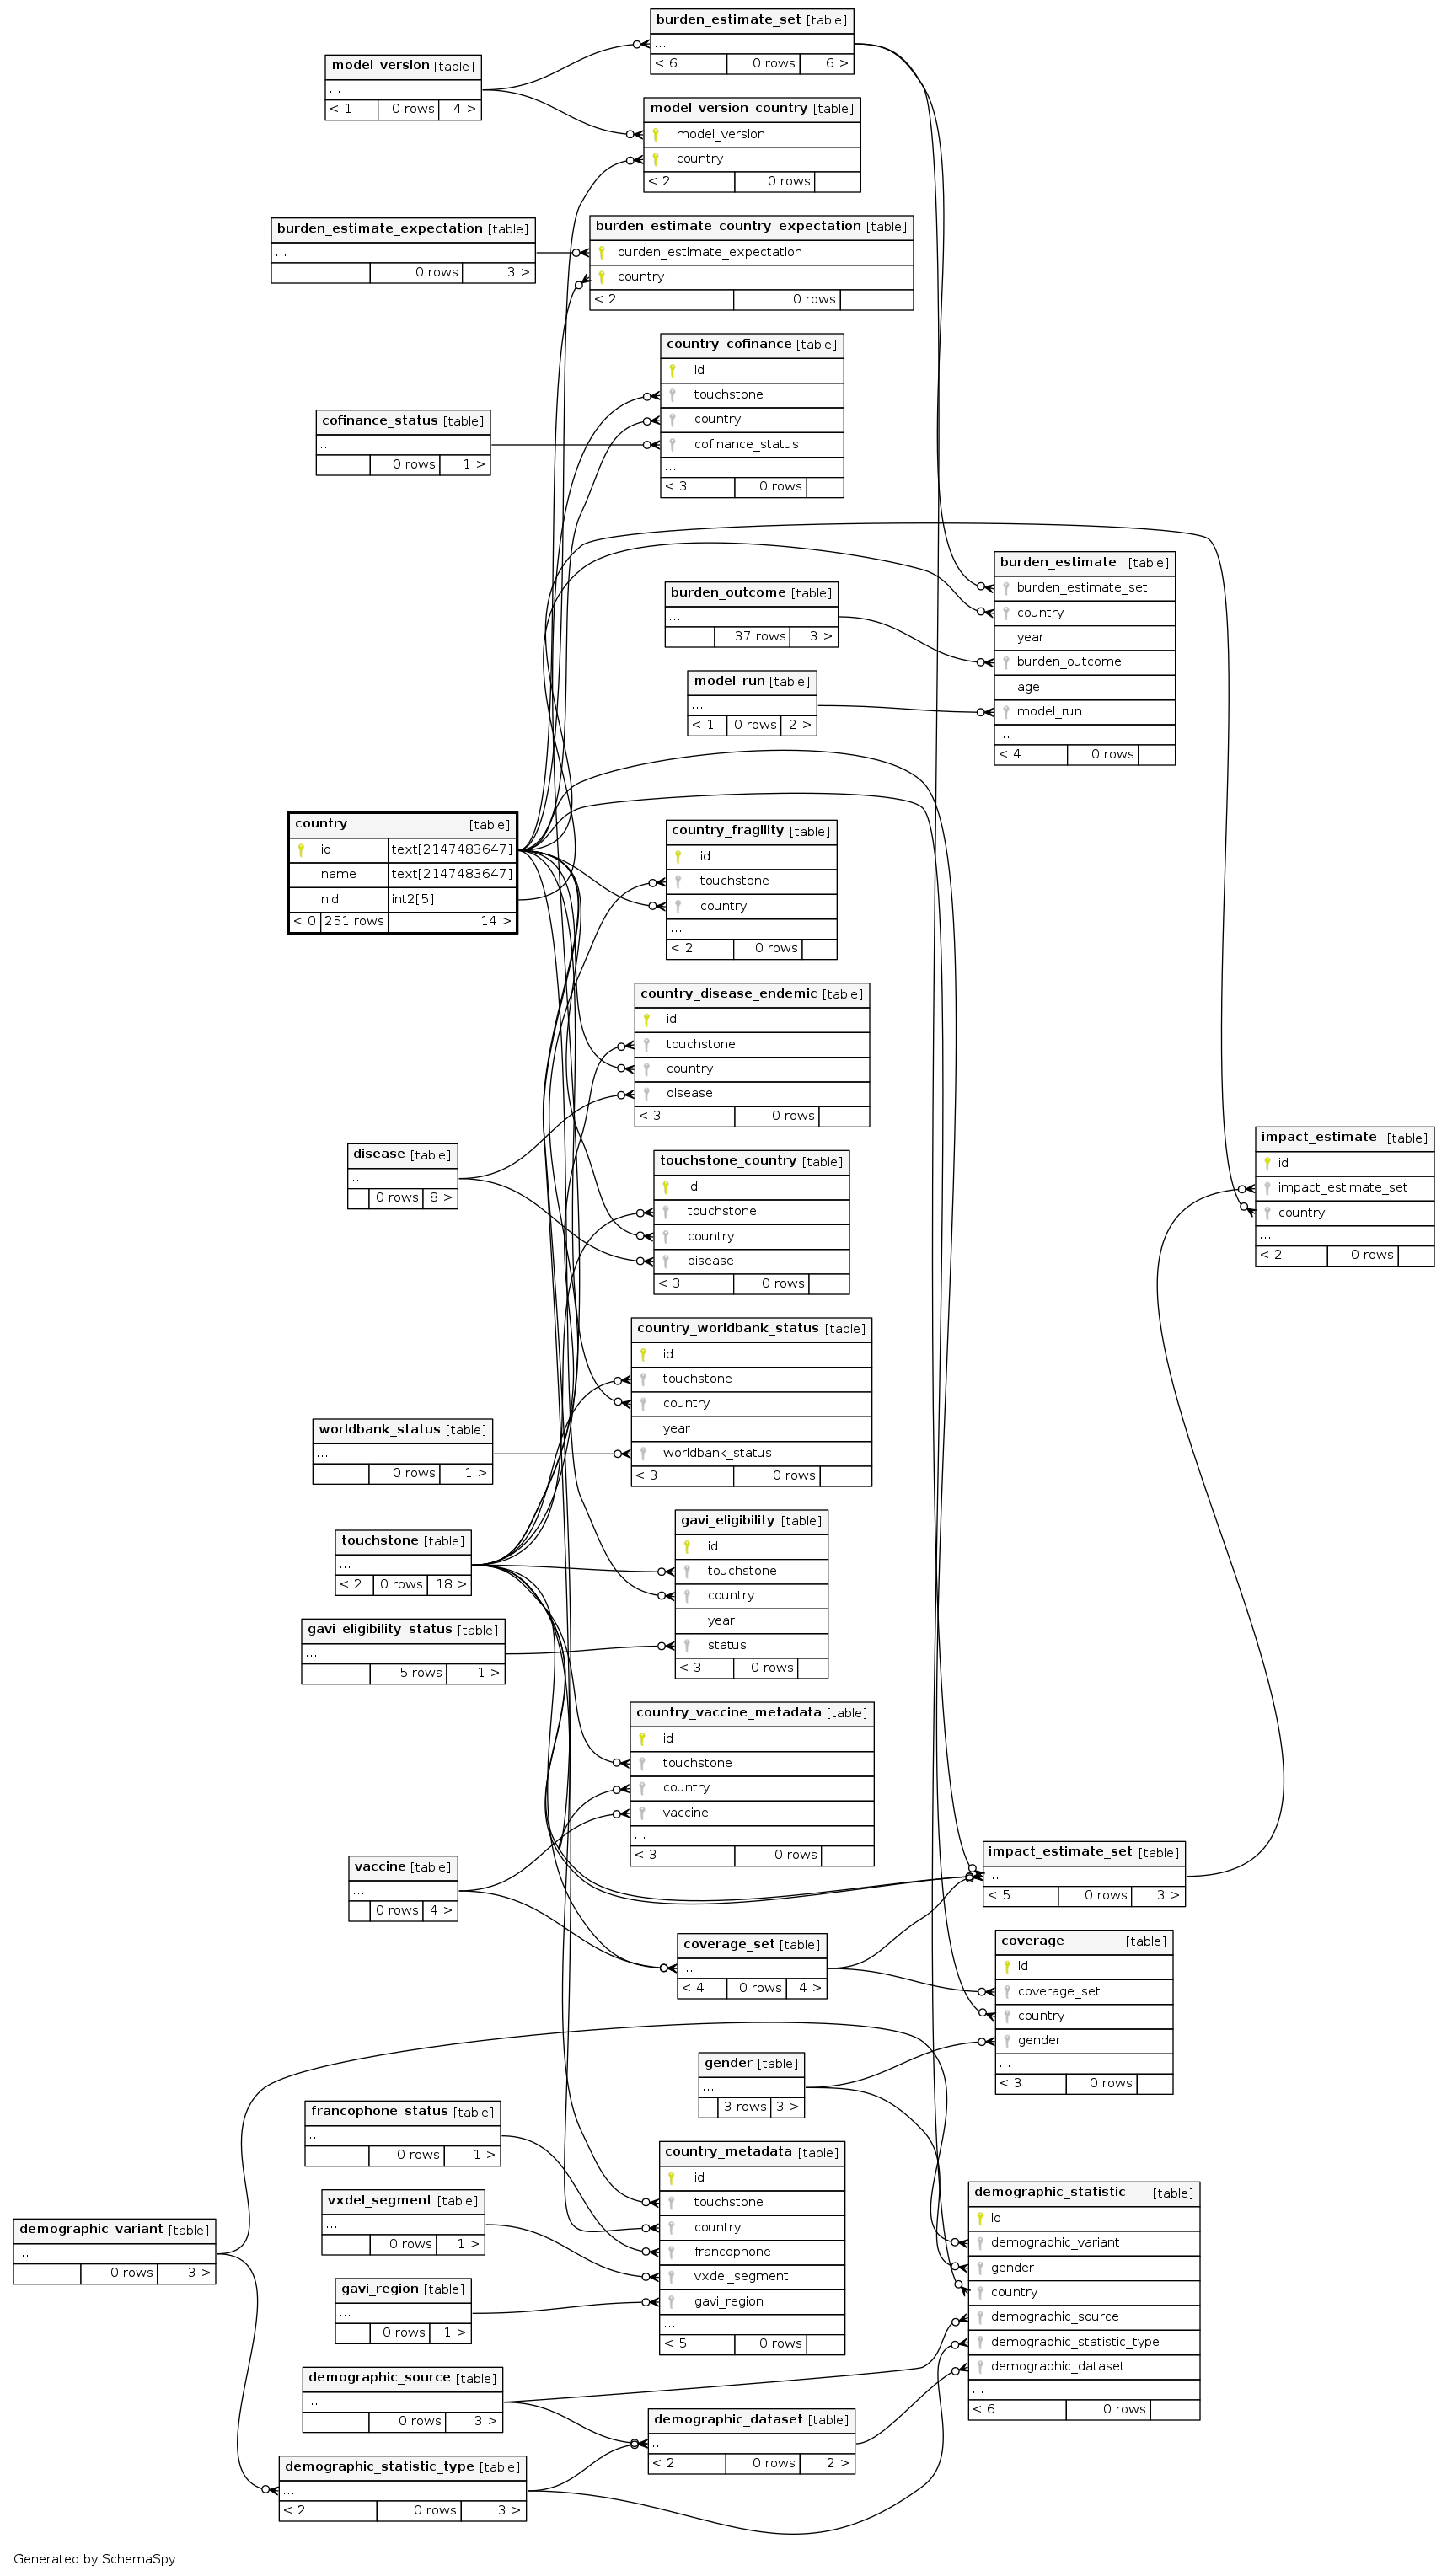 burden_estimate_set [table]
...
< 6 0 rows 6 >
model_version [table]
...
< 1 0 rows 4 >
model_version_country [table]
model_version
country
< 2 0 rows
burden_estimate_expectation [table]
...
0 rows 3 >
burden_estimate_country_expectation [table]
burden_estimate_expectation
country
< 2 0 rows
country_cofinance [table]
id
touchstone
country
cofinance_status
...
< 3 0 rows
cofinance_status [table]
...
0 rows 1 >
burden_estimate [table]
burden_estimate_set
country
year
burden_outcome
age
model_run
...
< 4 0 rows
burden_outcome [table]
...
37 rows 3 >
model_run [table]
...
< 1 0 rows 2 >
country [table]
id text[2147483647]
name text[2147483647]
nid int2[5]
< 0 251 rows 14 >
country_fragility [table]
id
touchstone
country
...
< 2 0 rows
country_disease_endemic [table]
id
touchstone
country
disease
< 3 0 rows
disease [table]
...
0 rows 8 >
touchstone_country [table]
id
touchstone
country
disease
< 3 0 rows
impact_estimate [table]
id
impact_estimate_set
country
...
< 2 0 rows
country_worldbank_status [table]
id
touchstone
country
year
worldbank_status
< 3 0 rows
worldbank_status [table]
...
0 rows 1 >
touchstone [table]
...
< 2 0 rows 18 >
gavi_eligibility [table]
id
touchstone
country
year
status
< 3 0 rows
gavi_eligibility_status [table]
...
5 rows 1 >
country_vaccine_metadata [table]
id
touchstone
country
vaccine
...
< 3 0 rows
vaccine [table]
...
0 rows 4 >
impact_estimate_set [table]
...
< 5 0 rows 3 >
coverage_set [table]
...
< 4 0 rows 4 >
coverage [table]
id
coverage_set
country
gender
...
< 3 0 rows
gender [table]
...
3 rows 3 >
francophone_status [table]
...
0 rows 1 >
country_metadata [table]
id
touchstone
country
francophone
vxdel_segment
gavi_region
...
< 5 0 rows
vxdel_segment [table]
...
0 rows 1 >
demographic_variant [table]
...
0 rows 3 >
gavi_region [table]
...
0 rows 1 >
demographic_statistic [table]
id
demographic_variant
gender
country
demographic_source
demographic_statistic_type
demographic_dataset
...
< 6 0 rows
demographic_source [table]
...
0 rows 3 >
demographic_dataset [table]
...
< 2 0 rows 2 >
demographic_statistic_type [table]
...
< 2 0 rows 3 >
Generated by SchemaSpy